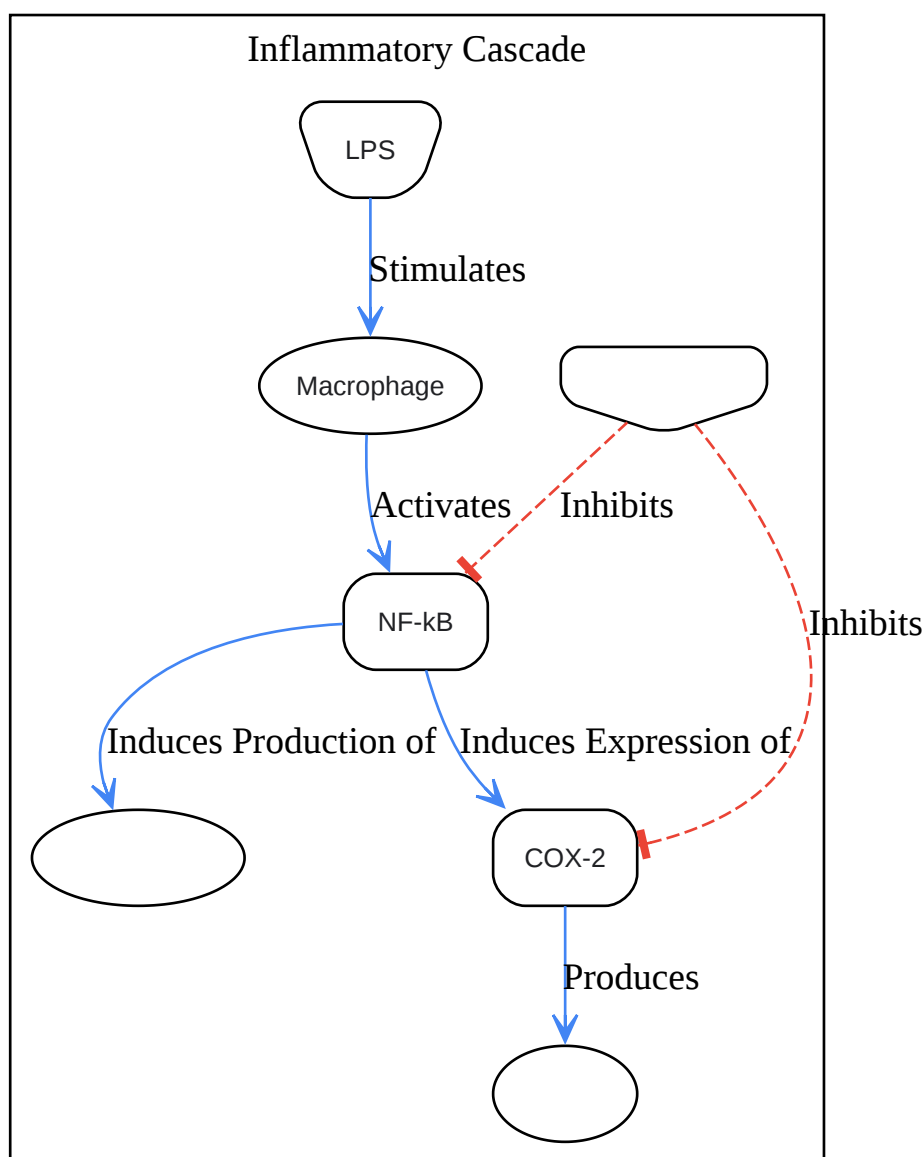 Inflammatory Cascade
LPS
Stimulates
Macrophage
Activates
Inhibits
NF-kB
Inhibits
Induces Production of
Induces Expression of
COX-2
Produces